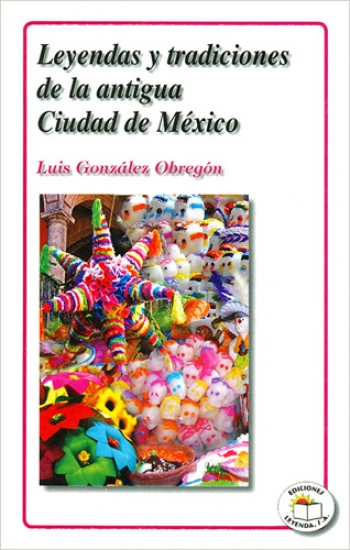 Leyendas y tradiciones
de la antigua
Ciudad de México
Luis González Obregón
EDICIONES
LEYENDA, S.A.